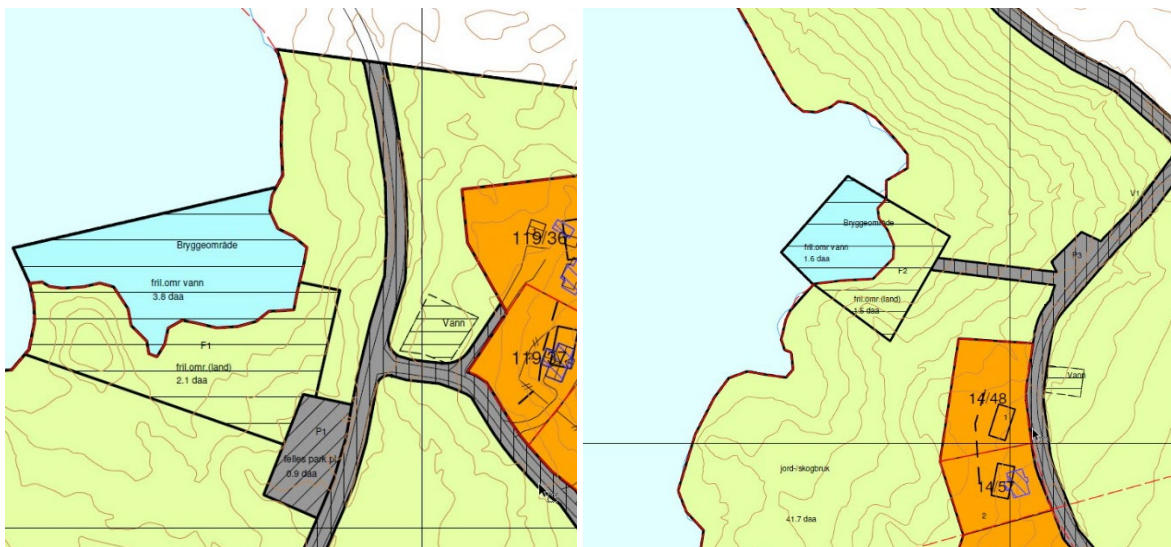 Bryggeområde
fril.omr vann
3.8 daa
F1
fril.omr.(land)
2.1 daa
P1
felles park.pl
0.9 daa
Vann
119/36
119/37
Bryggeområde
fril.omr vann
1.6 daa
F2
fril.omr.(land)
1.5 daa
V1
P3
Vann
14/48
1
14/57
2
jord-/skogbruk
41.7 daa